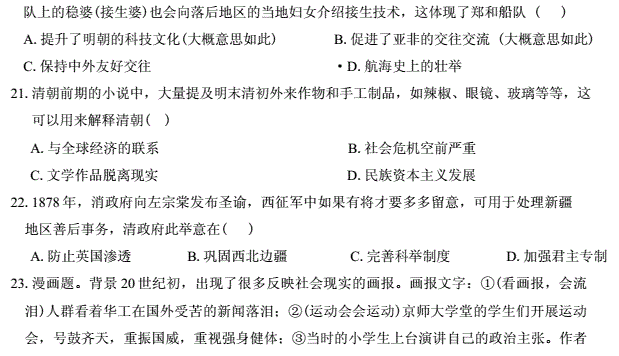 队上的稳婆(接生婆)也会向落后地区的当地妇女介绍接生技术，这体现了郑和船队（ ）
A. 提升了明朝的科技文化(大概意思如此) B. 促进了亚非的交往交流 (大概意思如此)
C. 保持中外友好交往 ·D. 航海史上的壮举
21. 清朝前期的小说中，大量提及明末清初外来作物和手工制品，如辣椒、眼镜、玻璃等等，这
可以用来解释清朝( )
A. 与全球经济的联系 B. 社会危机空前严重
C. 文学作品脱离现实 D. 民族资本主义发展
22. 1878 年，消政府向左宗棠发布圣谕，西征军中如果有将才要多多留意，可用于处理新疆
地区善后事务，清政府此举意在( )
A. 防止英国渗透 B. 巩固西北边疆 C. 完善科举制度 D. 加强君主专制
23. 漫画题。背景 20 世纪初，出现了很多反映社会现实的画报。画报文字：①(看画报，会流
泪)人群看着华工在国外受苦的新闻落泪；②(运动会会运动)京师大学堂的学生们开展运动
会，号鼓齐天，重振国威，重视强身健体；③当时的小学生上台演讲自己的政治主张。作者